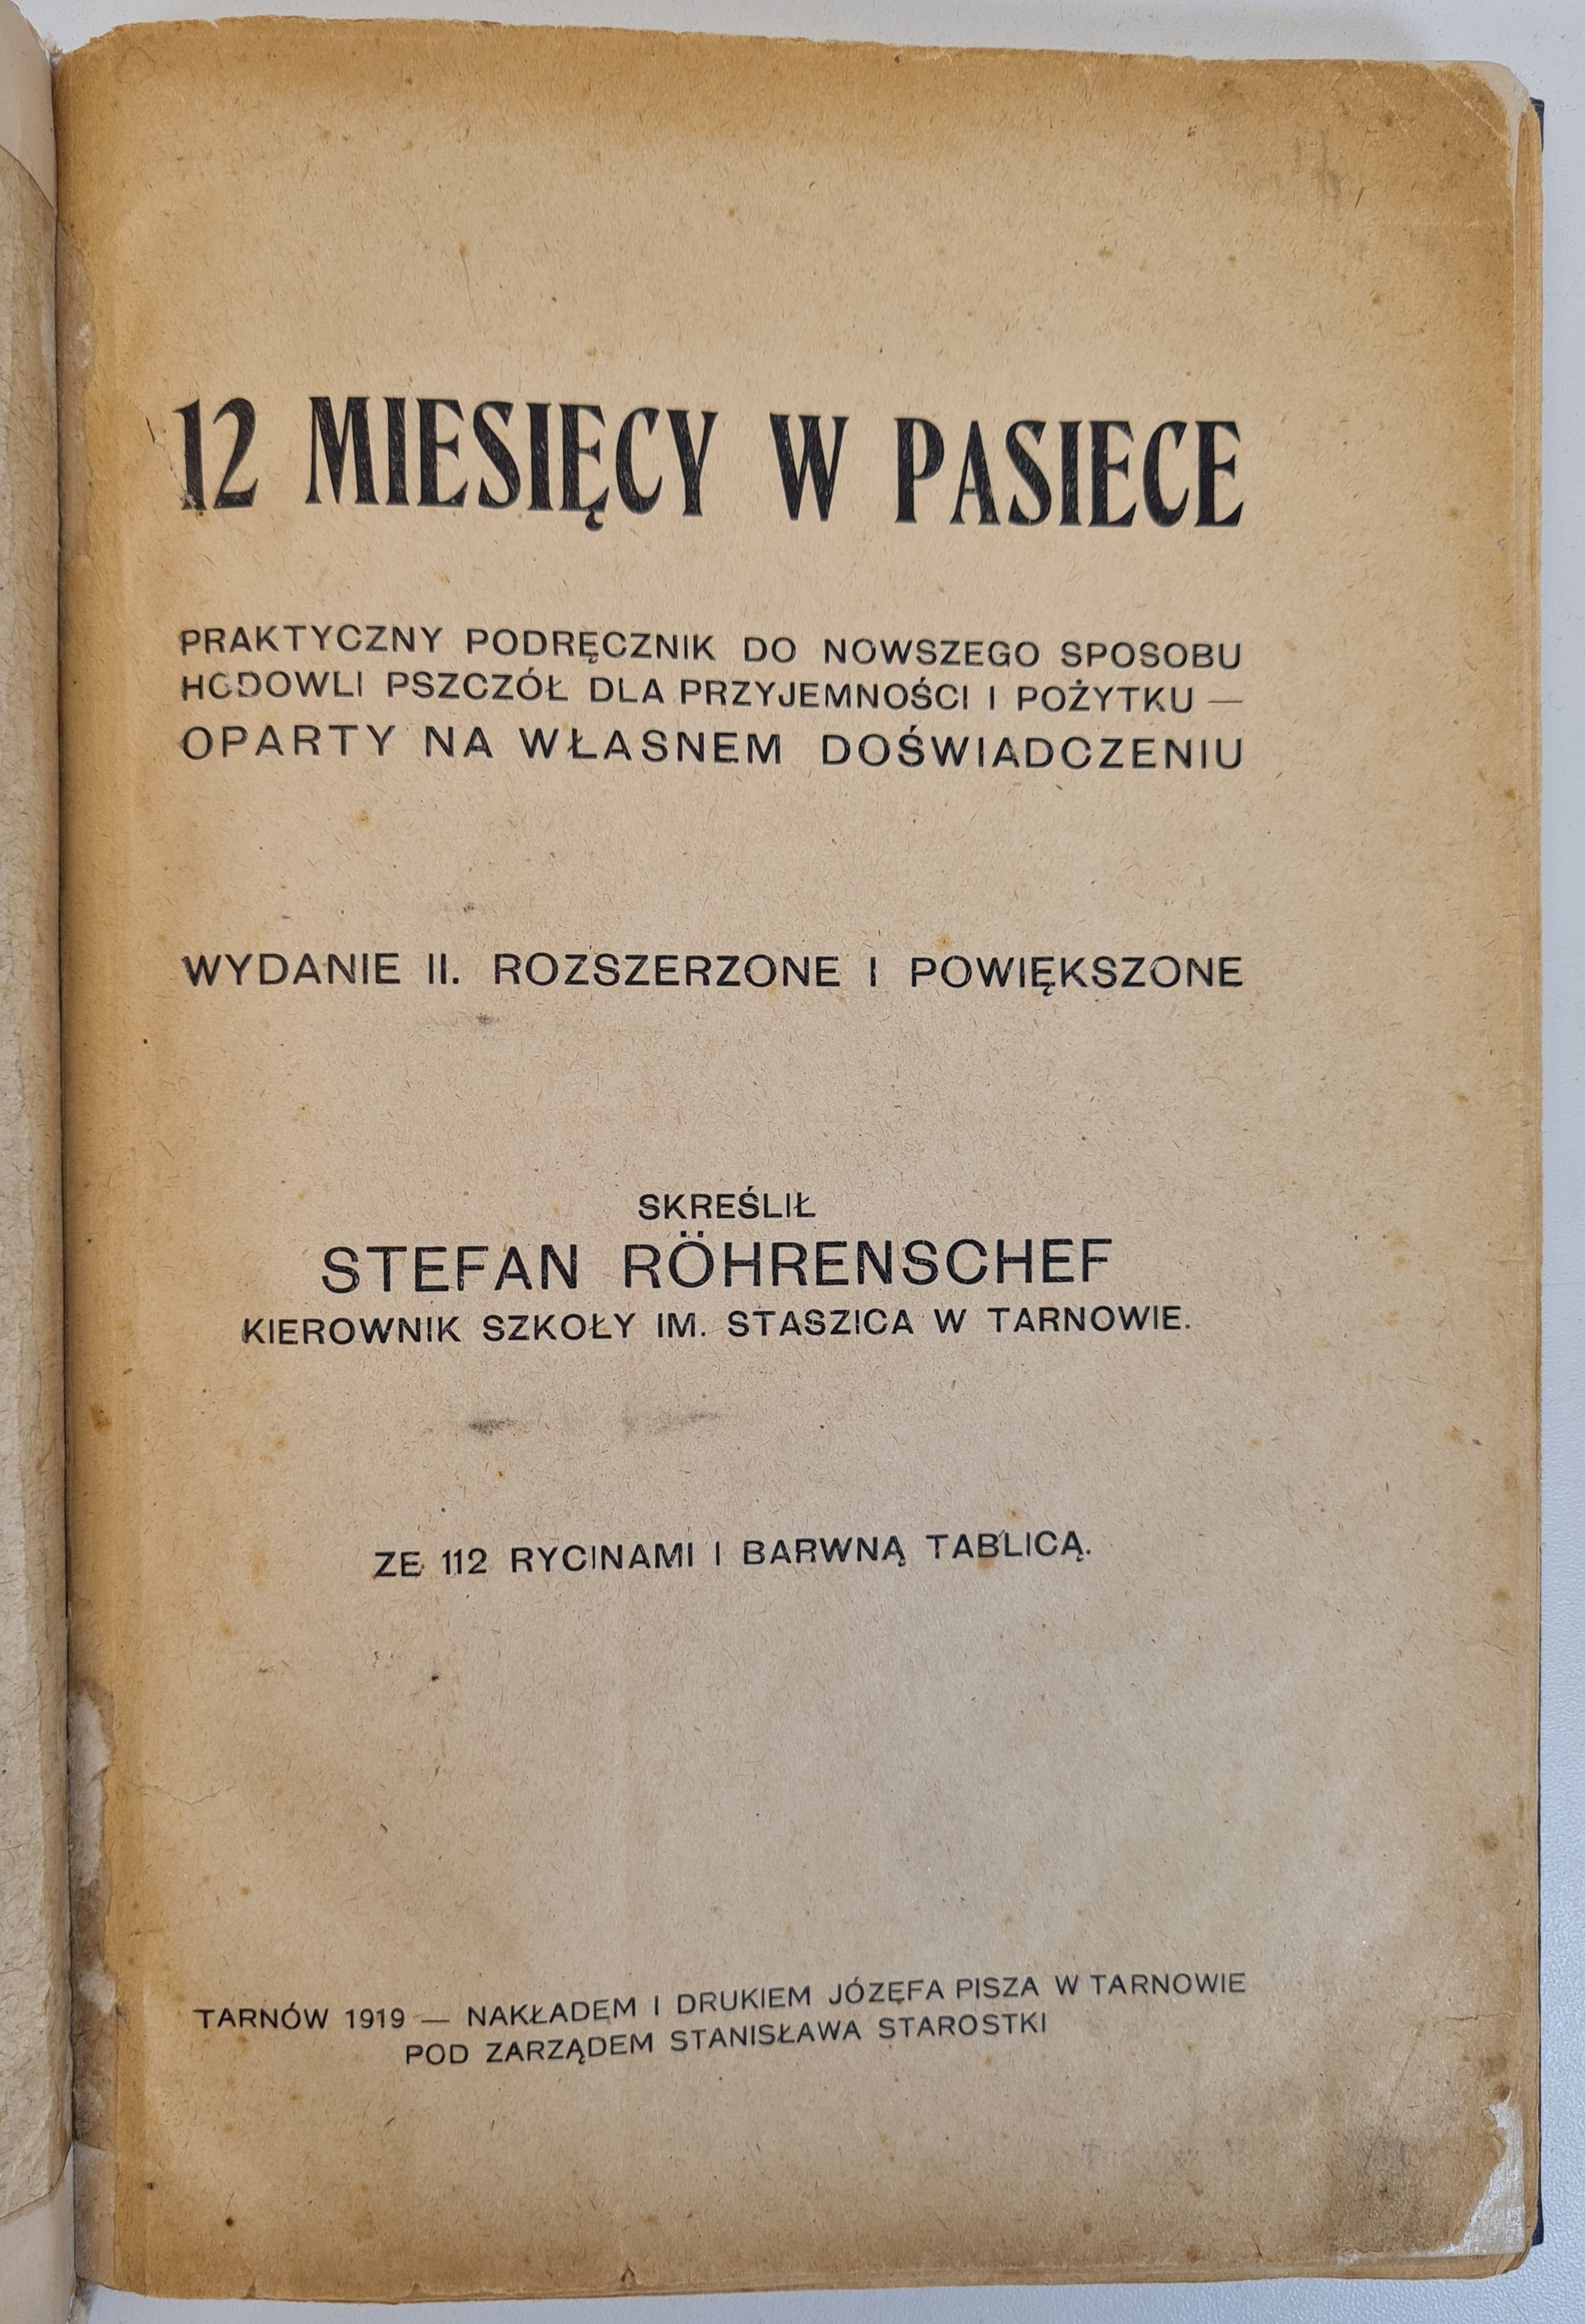 12 MIESIĘCY W PASIECE
PRAKTYCZNY PODRĘCZNIK DO NOWSZEGO SPOSOBU
HODOWLI PSZCZÓŁ DLA PRZYJEMNOŚCI I POŻYTKU —
OPARTY NA WŁASNEM DOŚWIADCZENIU
WYDANIE II. ROZSZERZONE I POWIĘKSZONE
SKREŚLIŁ
STEFAN RÖHRENSCHEF
KIEROWNIK SZKOŁY IM. STASZICA W TARNOWIE.
ZE 112 RYCINAMI I BARWNĄ TABLICĄ.
TARNÓW 1919 — NAKŁADEM I DRUKIEM JÓZEFA PISZA W TARNOWIE
POD ZARZĄDEM STANISŁAWA STAROSTKI